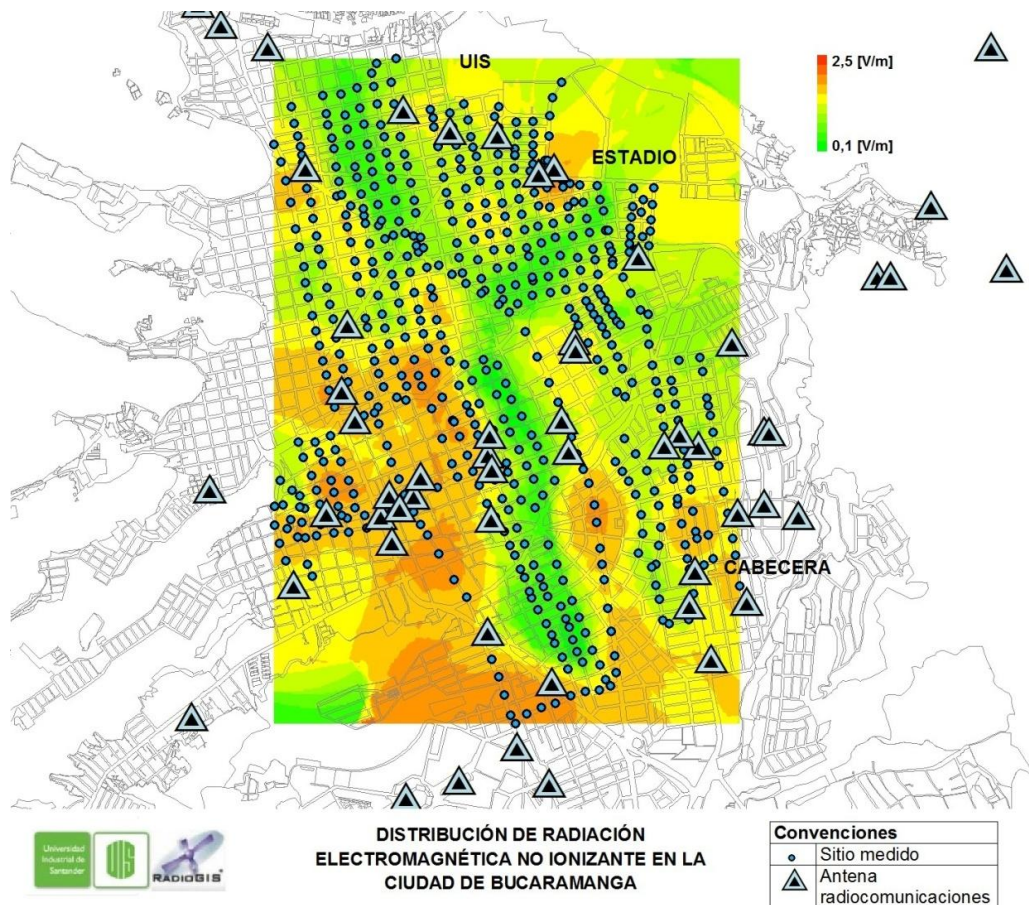 UIS
2,5 [V/m]
0,1 [V/m]
ESTADIO
CABECERA
Universidad
Industrial de
Santander
UIS
RADIOGIS
DISTRIBUCIÓN DE RADIACIÓN
ELECTROMAGNÉTICA NO IONIZANTE EN LA
CIUDAD DE BUCARAMANGA
Convenciones
Sitio medido
Antena
radiocomunicaciones